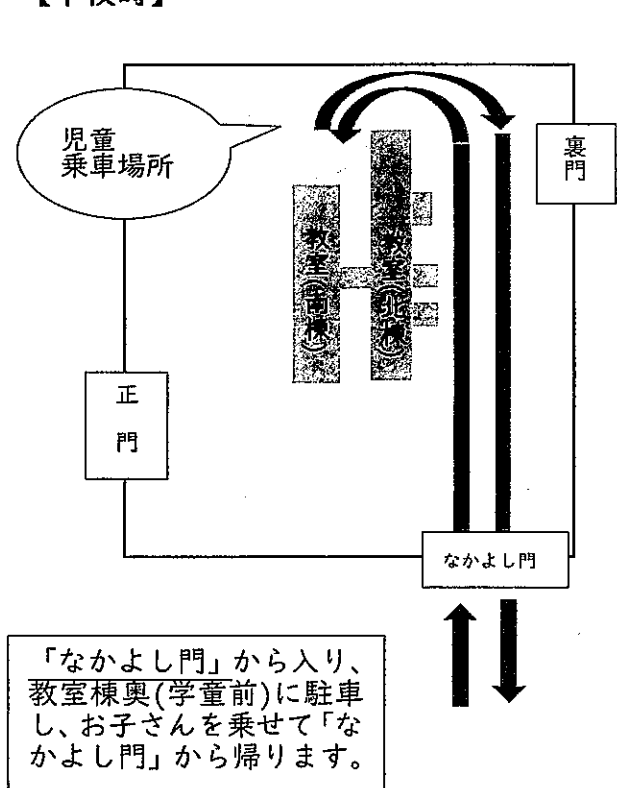 児童
乗車場所
裏門
教室(南棟)
教室(北棟)
正門
なかよし門
「なかよし門」から入り、
教室棟奥(学童前)に駐車
し、お子さんを乗せて「な
かよし門」から帰ります。